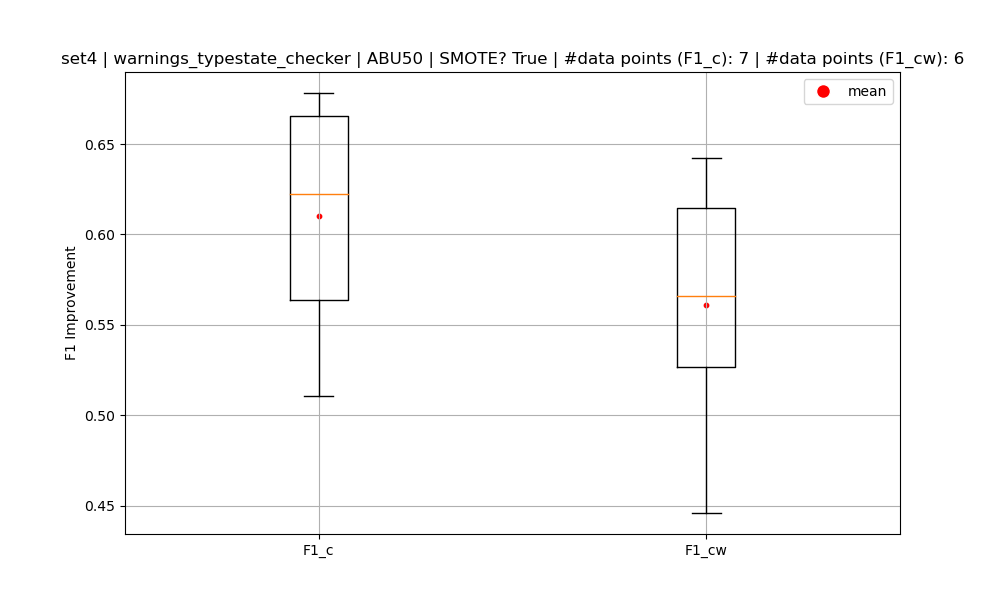 set4 | warnings_typestate_checker | ABU50 | SMOTE? True | #data points (F1_c): 7 | #data points (F1_cw): 6
mean
0.65
0.60
0.55
0.50
0.45
F1 Improvement
F1_c
F1_cw